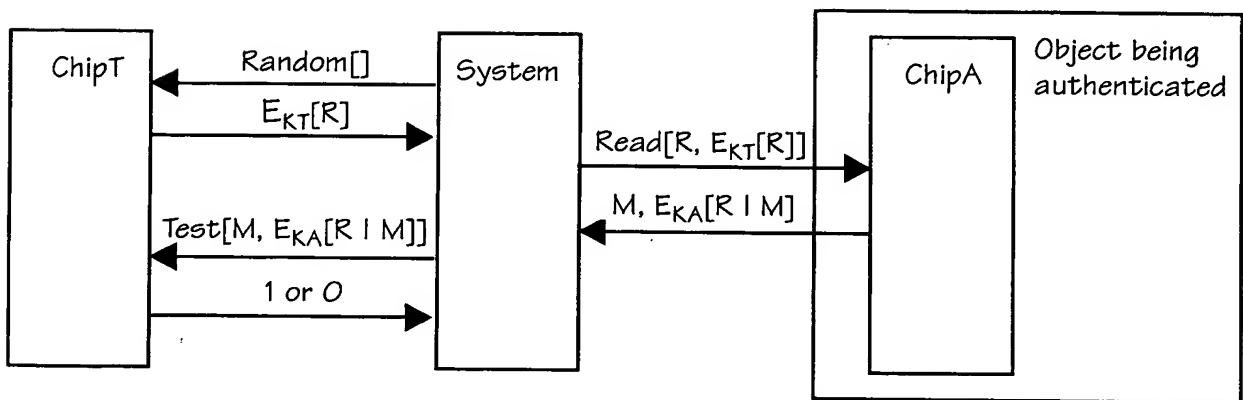 ChipT
Random[]
E_KT[R]
Test[M, E_KA[R | M]]
1 or 0
System
Read[R, E_KT[R]]
M, E_KA[R | M]
ChipA
Object being
authenticated